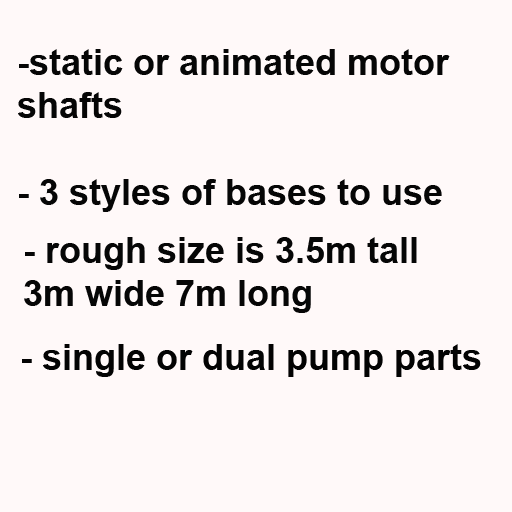 -static or animated motor
shafts
- 3 styles of bases to use
- rough size is 3.5m tall
3m wide 7m long
- single or dual pump parts